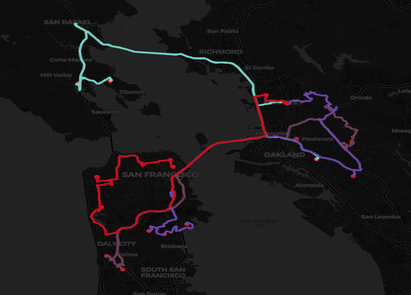 SAN RAFAEL
San Pablo
RICHMOND
Corte Madera
El Cerrito
Mill Valley
Tiburon
Orinda
Sausalito
Piedmont
OAKLAND
SAN FRANCISCO
Alameda
San Leandro
DALY CITY
Brisbane
Colma
SOUTH SAN
FRANCISCO
San Bruno